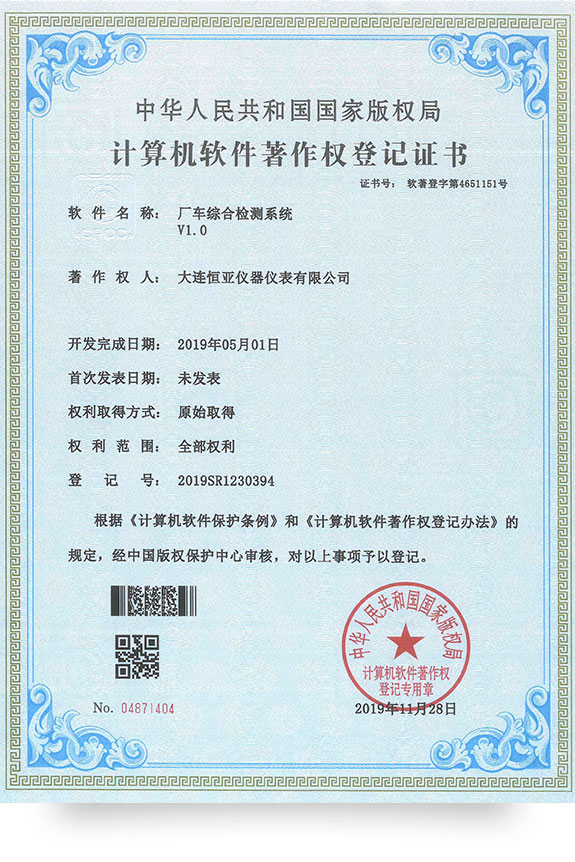 中华人民共和国国家版权局
计算机软件著作权登记证书
证书号： 软著登字第4651151号
软件名称： 厂车综合检测系统
V1.0
著作权人： 大连恒亚仪器仪表有限公司
开发完成日期： 2019年05月01日
首次发表日期： 未发表
权利取得方式： 原始取得
权利范围： 全部权利
登记号： 2019SR1230394
根据《计算机软件保护条例》和《计算机软件著作权登记办法》的
规定，经中国版权保护中心审核，对以上事项予以登记。
中华人民共和国国家版权局
计算机软件著作权
登记专用章
No. 04871404
2019年11月28日